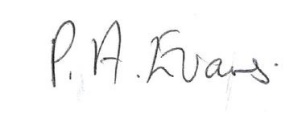 P. A. Evans.